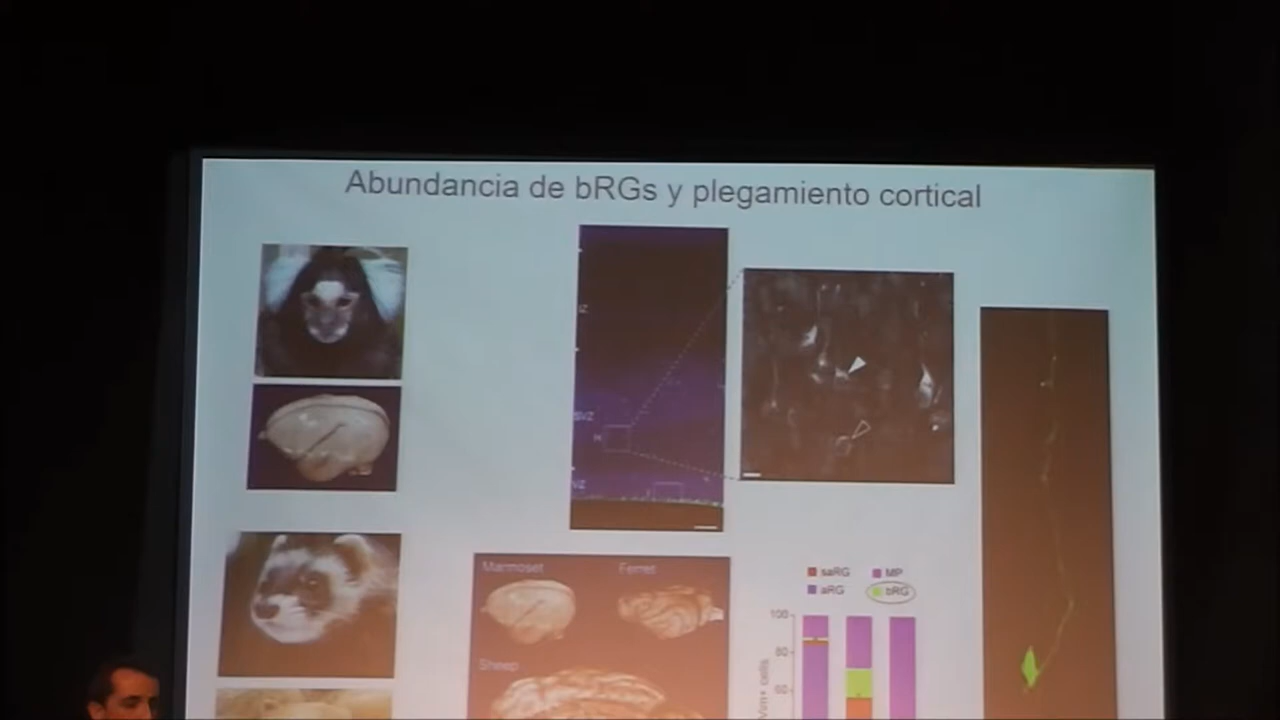 Abundancia de bRGs y plegamiento cortical
Marmoset
Ferret
Sheep
saRG
MP
aRG
bRG
100
80
60